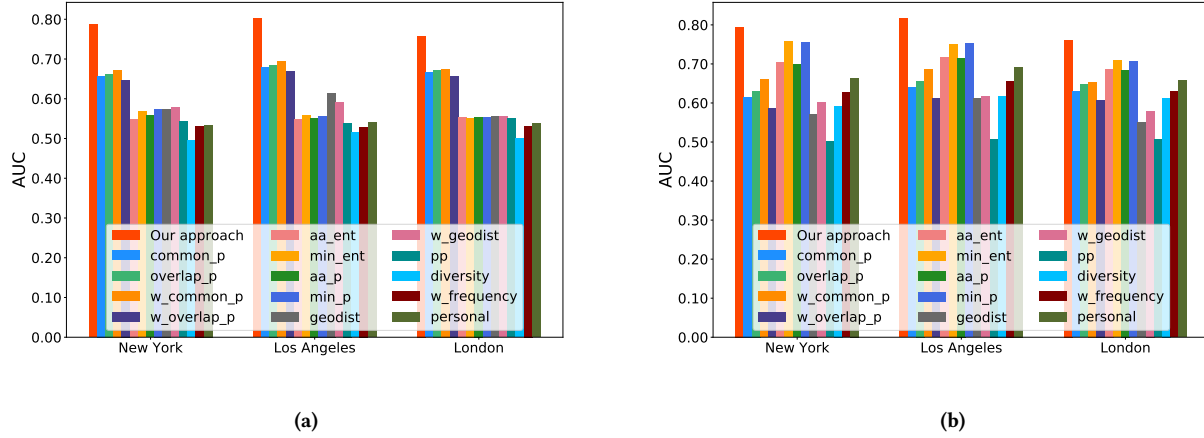 0.80
0.70
0.60
0.50
0.40
0.30
0.20
0.10
0.00
AUC
Our approach
common_p
overlap_p
w_common_p
w_overlap_p
aa_ent
min_ent
aa_p
min_p
geodist
w_geodist
pp
diversity
w_frequency
personal
New York
Los Angeles
London
(a)
0.80
0.70
0.60
0.50
0.40
0.30
0.20
0.10
0.00
AUC
Our approach
common_p
overlap_p
w_common_p
w_overlap_p
aa_ent
min_ent
aa_p
min_p
geodist
w_geodist
pp
diversity
w_frequency
personal
New York
Los Angeles
London
(b)